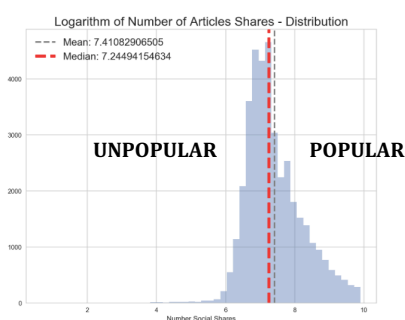 Logarithm of Number of Articles Shares - Distribution
Mean: 7.41082906505
Median: 7.24494154634
4000
3000
UNPOPULAR POPULAR
2000
1000
0
2 4 6 8 10
Number Social Shares